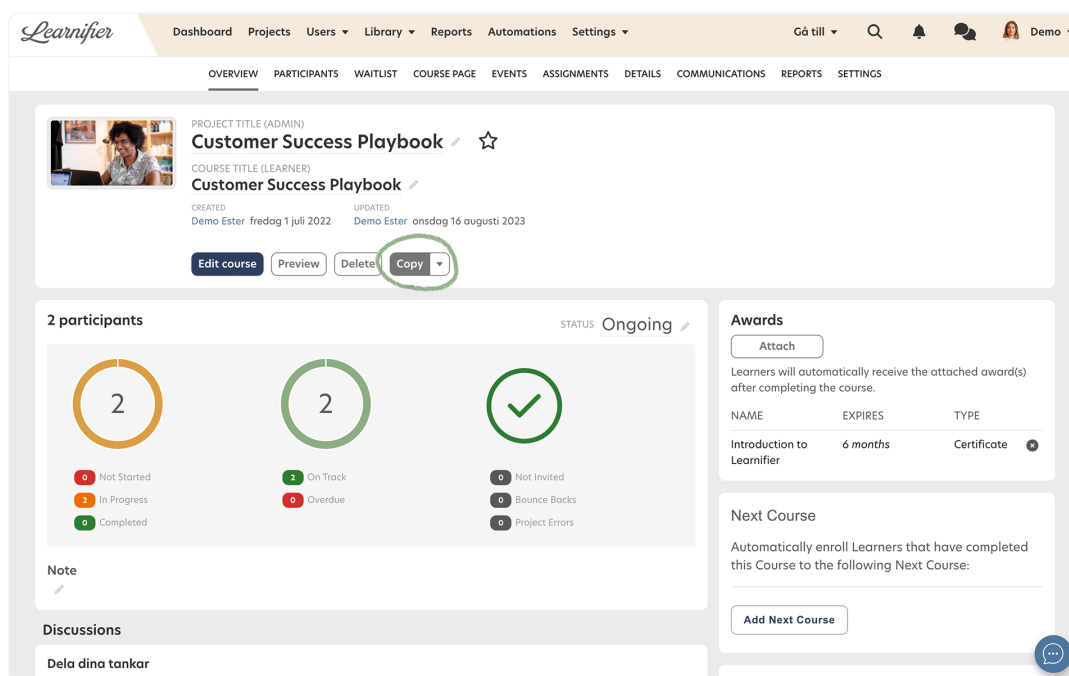 Learnifier
Dashboard Projects Users Library Reports Automations Settings Gå till Demo
OVERVIEW PARTICIPANTS WAITLIST COURSE PAGE EVENTS ASSIGNMENTS DETAILS COMMUNICATIONS REPORTS SETTINGS
PROJECT TITLE (ADMIN)
Customer Success Playbook
COURSE TITLE (LEARNER)
Customer Success Playbook
CREATED UPDATED
Demo Ester fredag 1 juli 2022 Demo Ester onsdag 16 augusti 2023
Edit course Preview Delete Copy
2 participants
STATUS Ongoing
2 2
0 Not Started 2 On Track 0 Not Invited
2 In Progress 0 Overdue 0 Bounce Backs
0 Completed 0 Project Errors
Note
Discussions
Dela dina tankar
Awards
Attach
Learners will automatically receive the attached award(s)
after completing the course.
NAME EXPIRES TYPE
Introduction to 6 months Certificate
Learnifier
Next Course
Automatically enroll Learners that have completed
this Course to the following Next Course:
Add Next Course